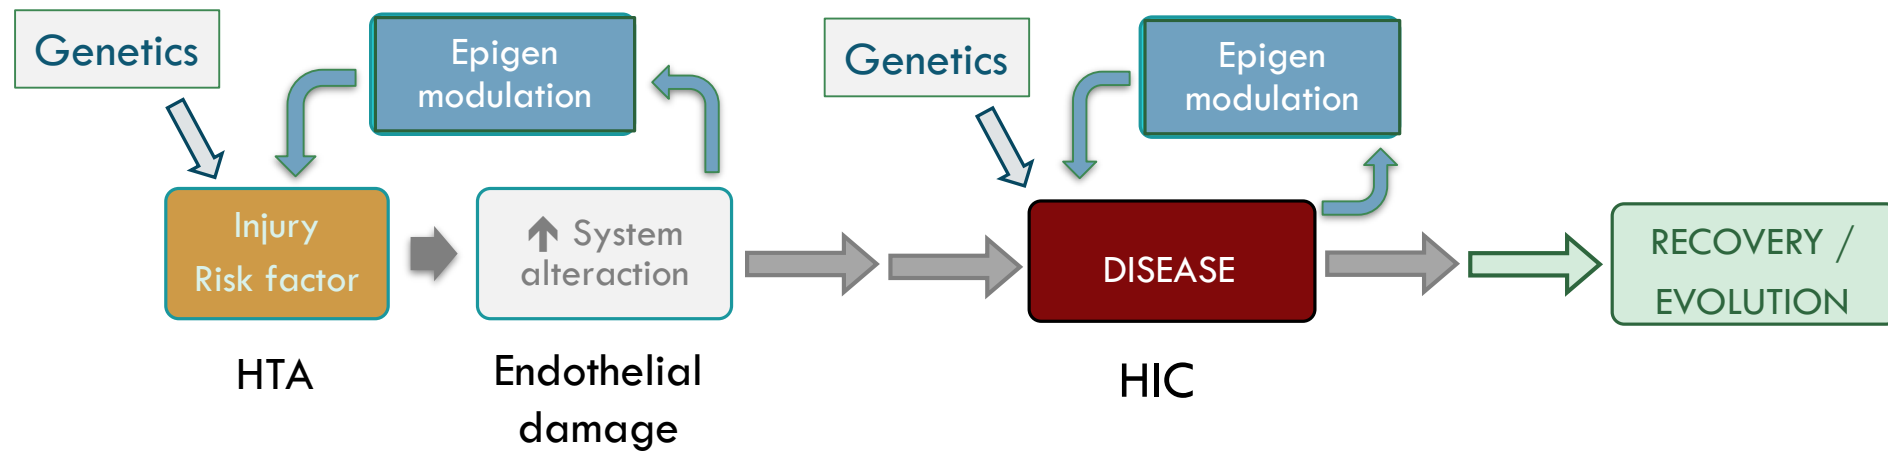 Genetics
Epigen
modulation
Genetics
Epigen
modulation
Injury
Risk factor
System
alteraction
DISEASE
RECOVERY /
EVOLUTION
HTA
Endothelial
damage
HIC